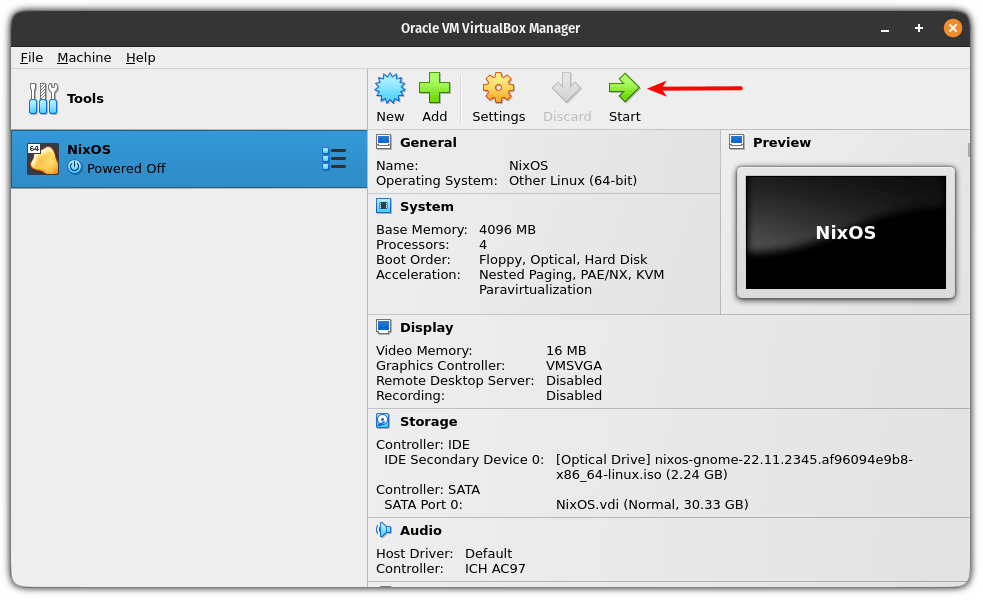 Oracle VM VirtualBox Manager
File Machine Help
Tools
New Add Settings Discard Start
64
NixOS
Powered Off
General
Name: NixOS
Operating System: Other Linux (64-bit)
System
Base Memory: 4096 MB
Processors: 4
Boot Order: Floppy, Optical, Hard Disk
Acceleration: Nested Paging, PAE/NX, KVM
Paravirtualization
Preview
NixOS
Display
Video Memory: 16 MB
Graphics Controller: VMSVGA
Remote Desktop Server: Disabled
Recording: Disabled
Storage
Controller: IDE
IDE Secondary Device 0: [Optical Drive] nixos-gnome-22.11.2345.af96094e9b8-
x86_64-linux.iso (2.24 GB)
Controller: SATA
SATA Port 0: NixOS.vdi (Normal, 30.33 GB)
Audio
Host Driver: Default
Controller: ICH AC97